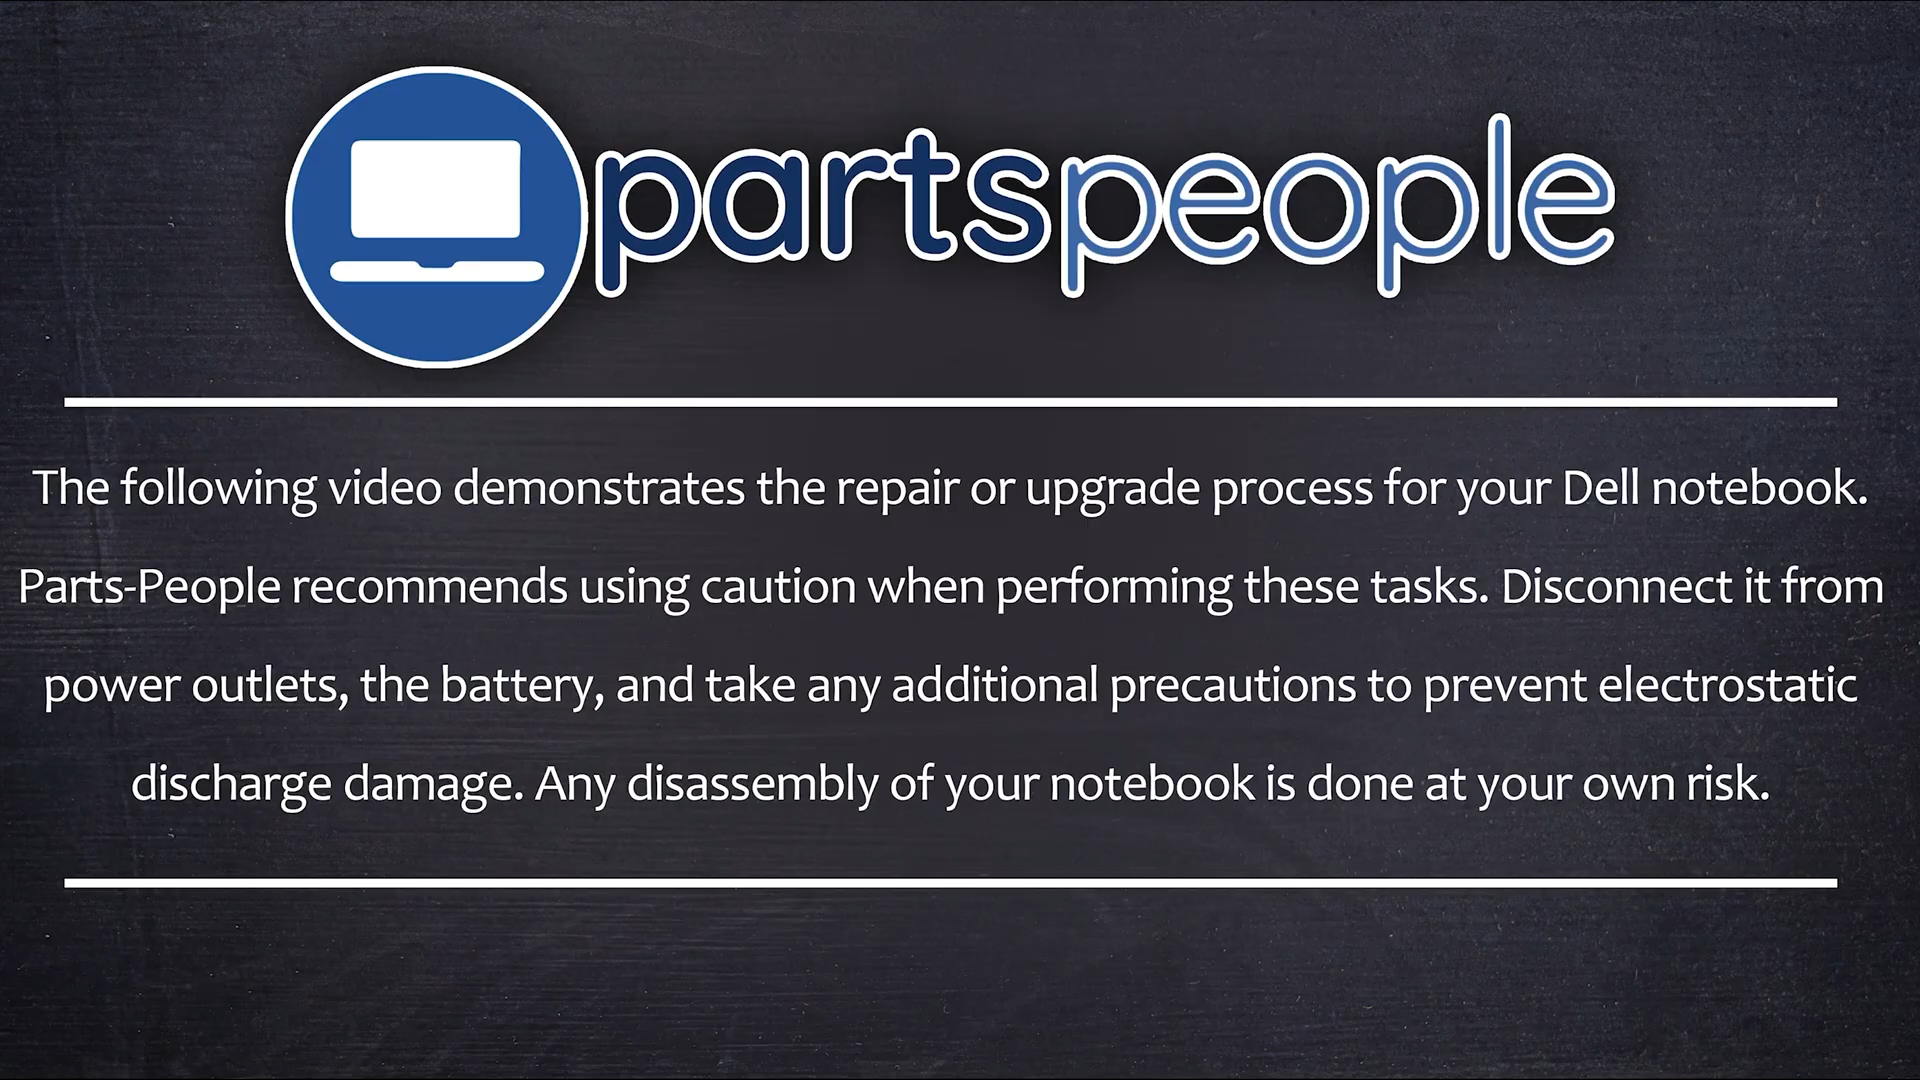 partspeople
The following video demonstrates the repair or upgrade process for your Dell notebook.
Parts-People recommends using caution when performing these tasks. Disconnect it from
power outlets, the battery, and take any additional precautions to prevent electrostatic
discharge damage. Any disassembly of your notebook is done at your own risk.